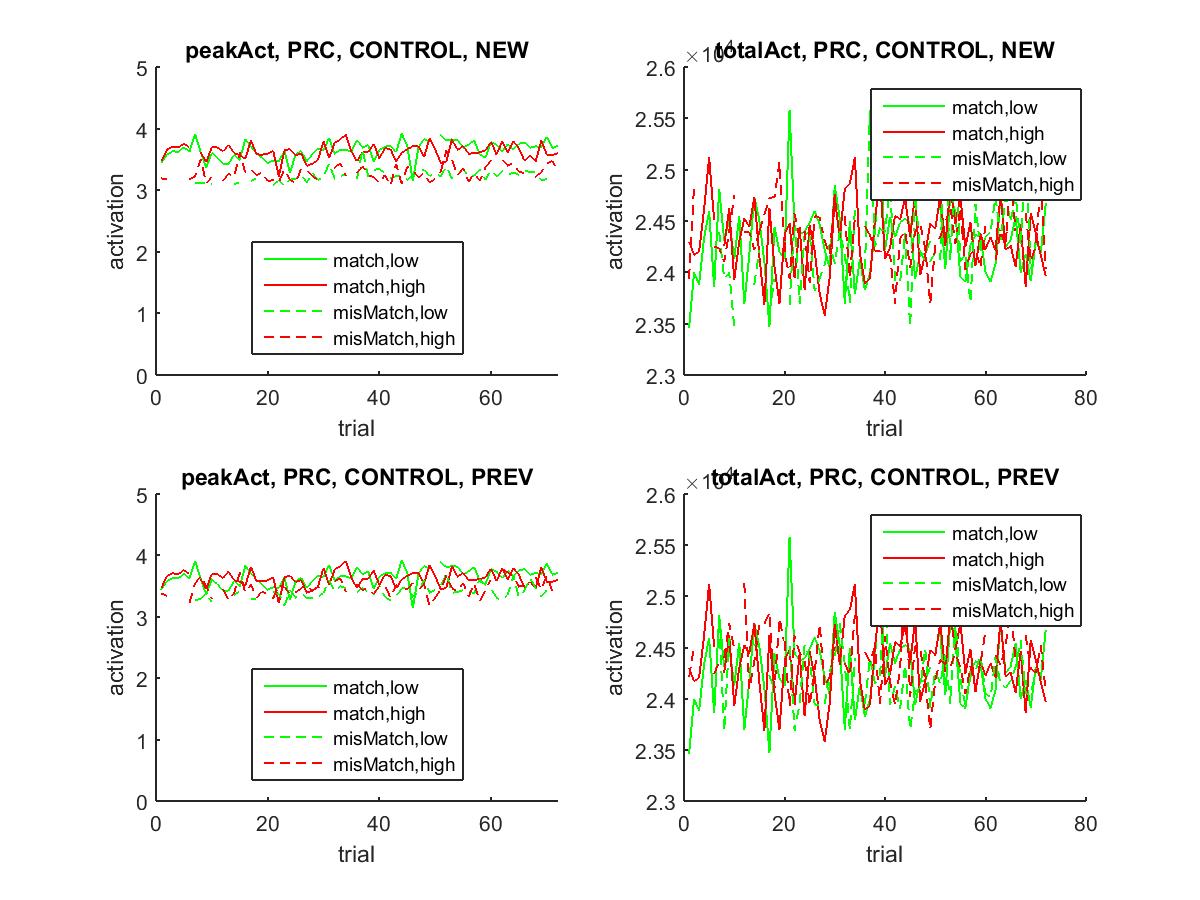 peakAct, PRC, CONTROL, NEW
5
4
3
2
1
0
activation
match,low
match,high
misMatch,low
misMatch,high
0 20 40 60
trial
totalAct, PRC, CONTROL, NEW
×10⁴
2.6
2.55
2.5
2.45
2.4
2.35
2.3
activation
match,low
match,high
misMatch,low
misMatch,high
0 20 40 60 80
trial
peakAct, PRC, CONTROL, PREV
5
4
3
2
1
0
activation
match,low
match,high
misMatch,low
misMatch,high
0 20 40 60
trial
totalAct, PRC, CONTROL, PREV
×10⁴
2.6
2.55
2.5
2.45
2.4
2.35
2.3
activation
match,low
match,high
misMatch,low
misMatch,high
0 20 40 60 80
trial